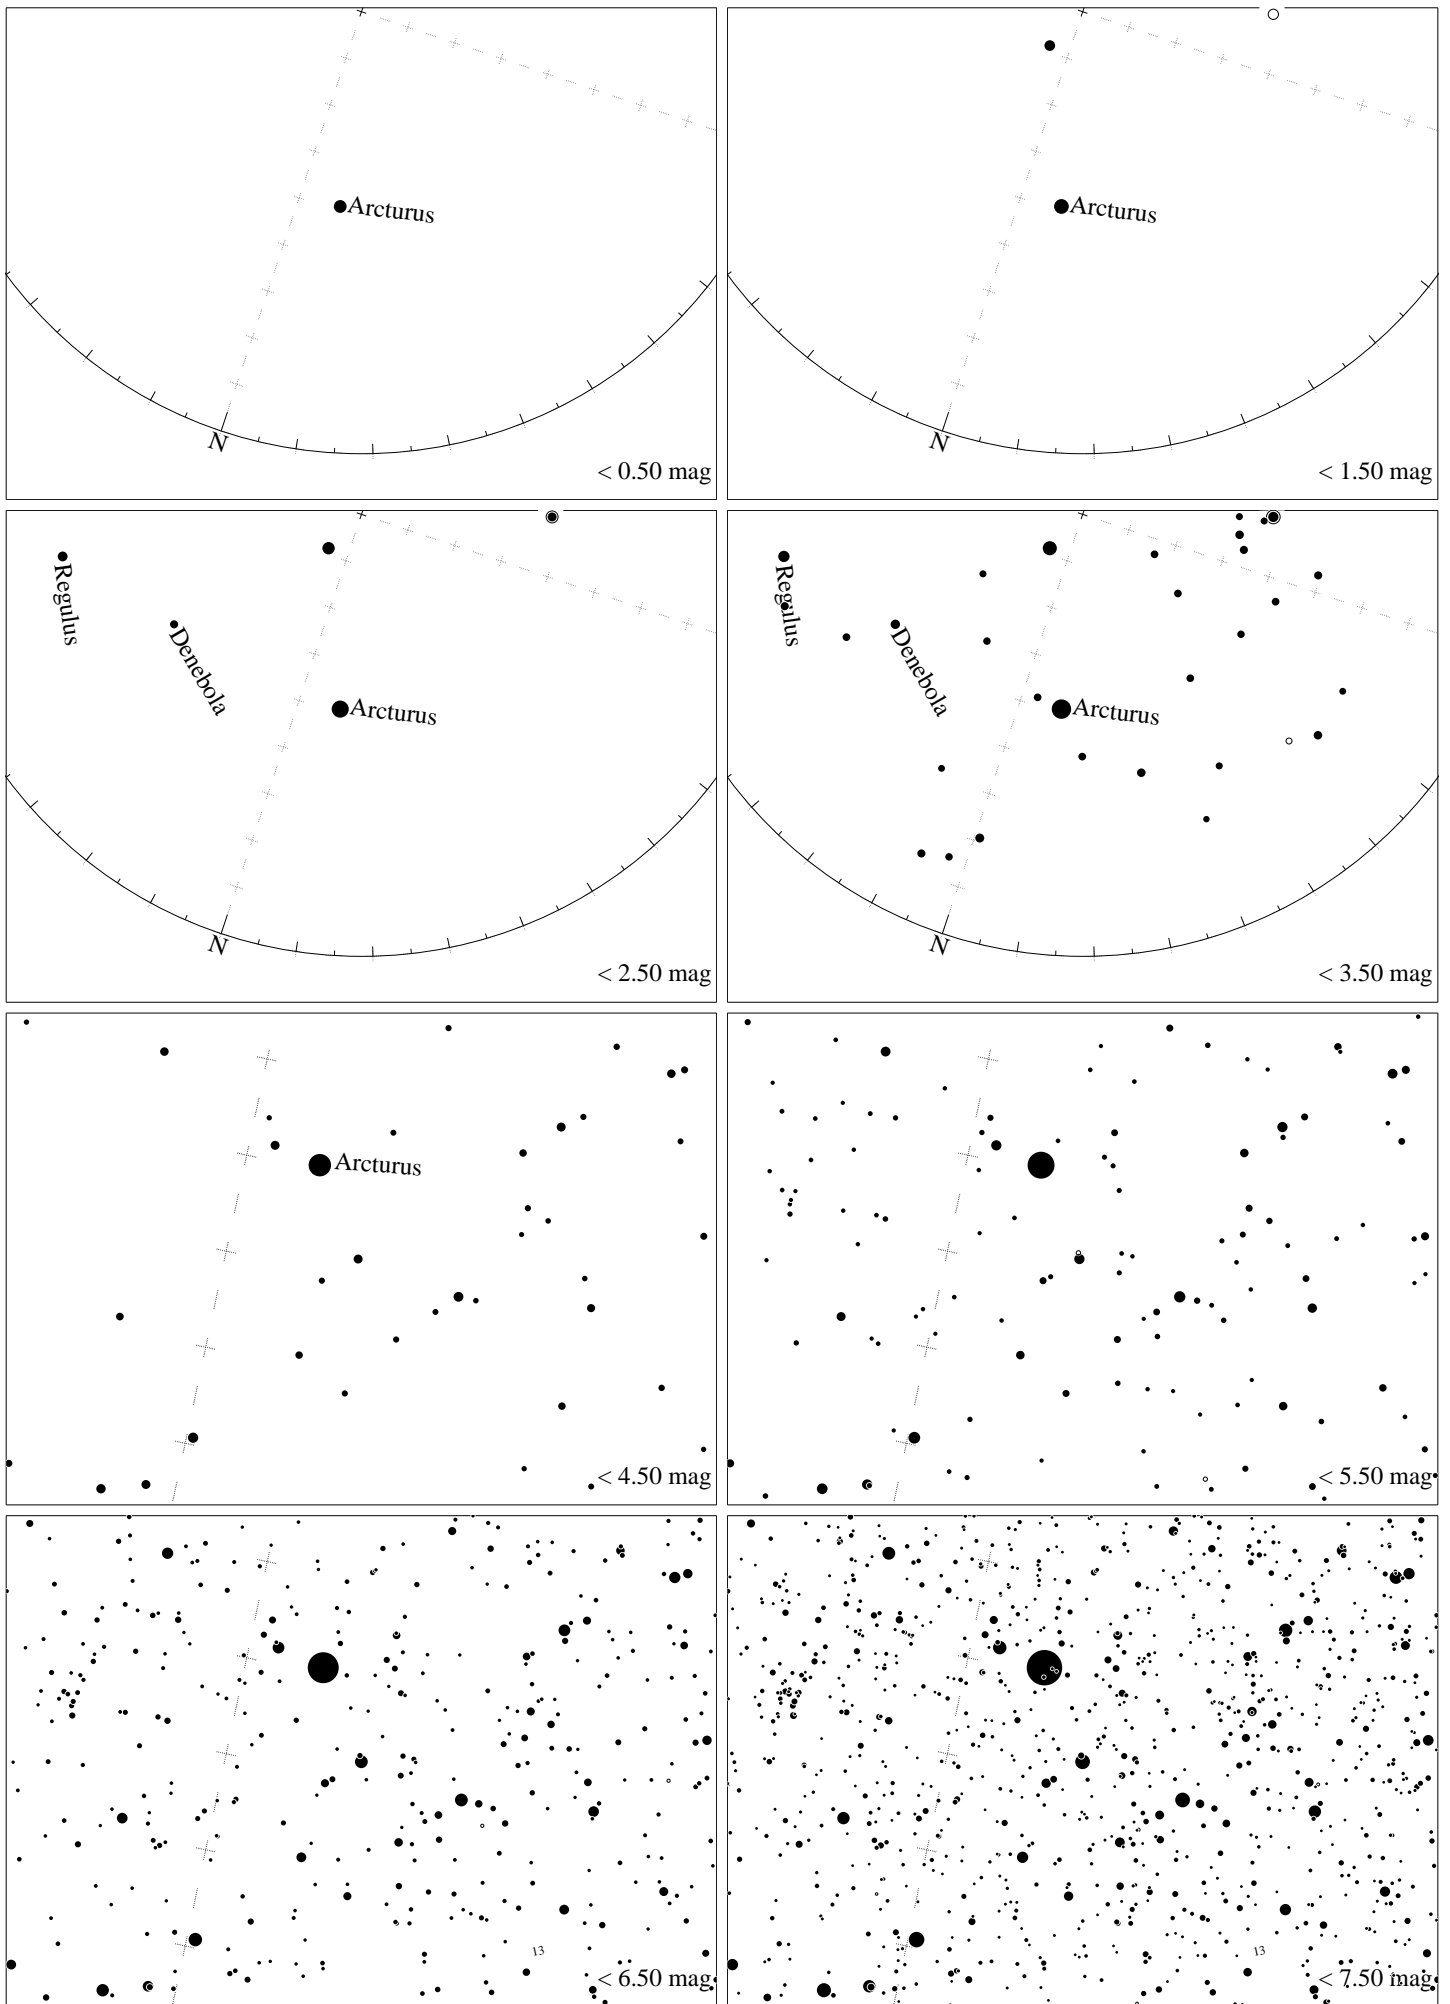 Arcturus
N
< 0.50 mag
Arcturus
N
< 1.50 mag
Regulus
Denebola
Arcturus
N
< 2.50 mag
Regulus
Denebola
Arcturus
N
< 3.50 mag
Arcturus
< 4.50 mag
< 5.50 mag
13
< 6.50 mag
13
< 7.50 mag